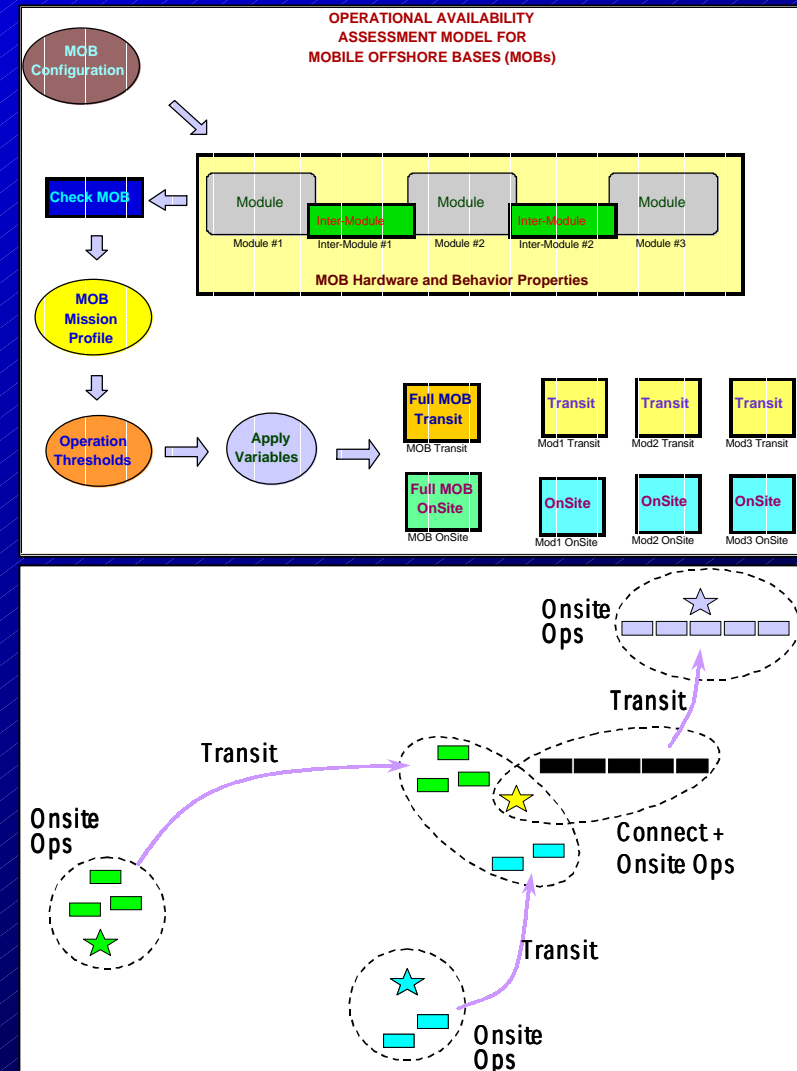 OPERATIONAL AVAILABILITY
ASSESSMENT MODEL FOR
MOBILE OFFSHORE BASES (MOBs)
MOB
Configuration
Check MOB
Module
Inter-Module
Module
Inter-Module
Module
Module #1
Inter-Module #1
Module #2
Inter-Module #2
Module #3
MOB Hardware and Behavior Properties
MOB
Mission
Profile
Operation
Thresholds
Apply
Variables
Full MOB
Transit
MOB Transit
Transit
Mod1 Transit
Transit
Mod2 Transit
Transit
Mod3 Transit
Full MOB
OnSite
MOB OnSite
OnSite
Mod1 OnSite
OnSite
Mod2 OnSite
OnSite
Mod3 OnSite
Onsite
Ops
Transit
Transit
Onsite
Ops
Connect +
Onsite Ops
Transit
Onsite
Ops